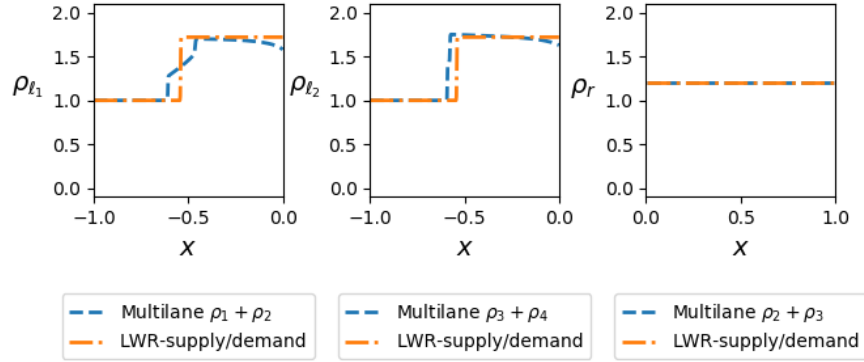 2.0
1.5
ρℓ₁ 1.0
0.5
0.0
−1.0 −0.5 0.0
x
2.0
1.5
ρℓ₂ 1.0
0.5
0.0
−1.0 −0.5 0.0
x
2.0
1.5
ρᵣ 1.0
0.5
0.0
0.0 0.5 1.0
x
Multilane ρ₁ + ρ₂
LWR-supply/demand
Multilane ρ₃ + ρ₄
LWR-supply/demand
Multilane ρ₂ + ρ₃
LWR-supply/demand